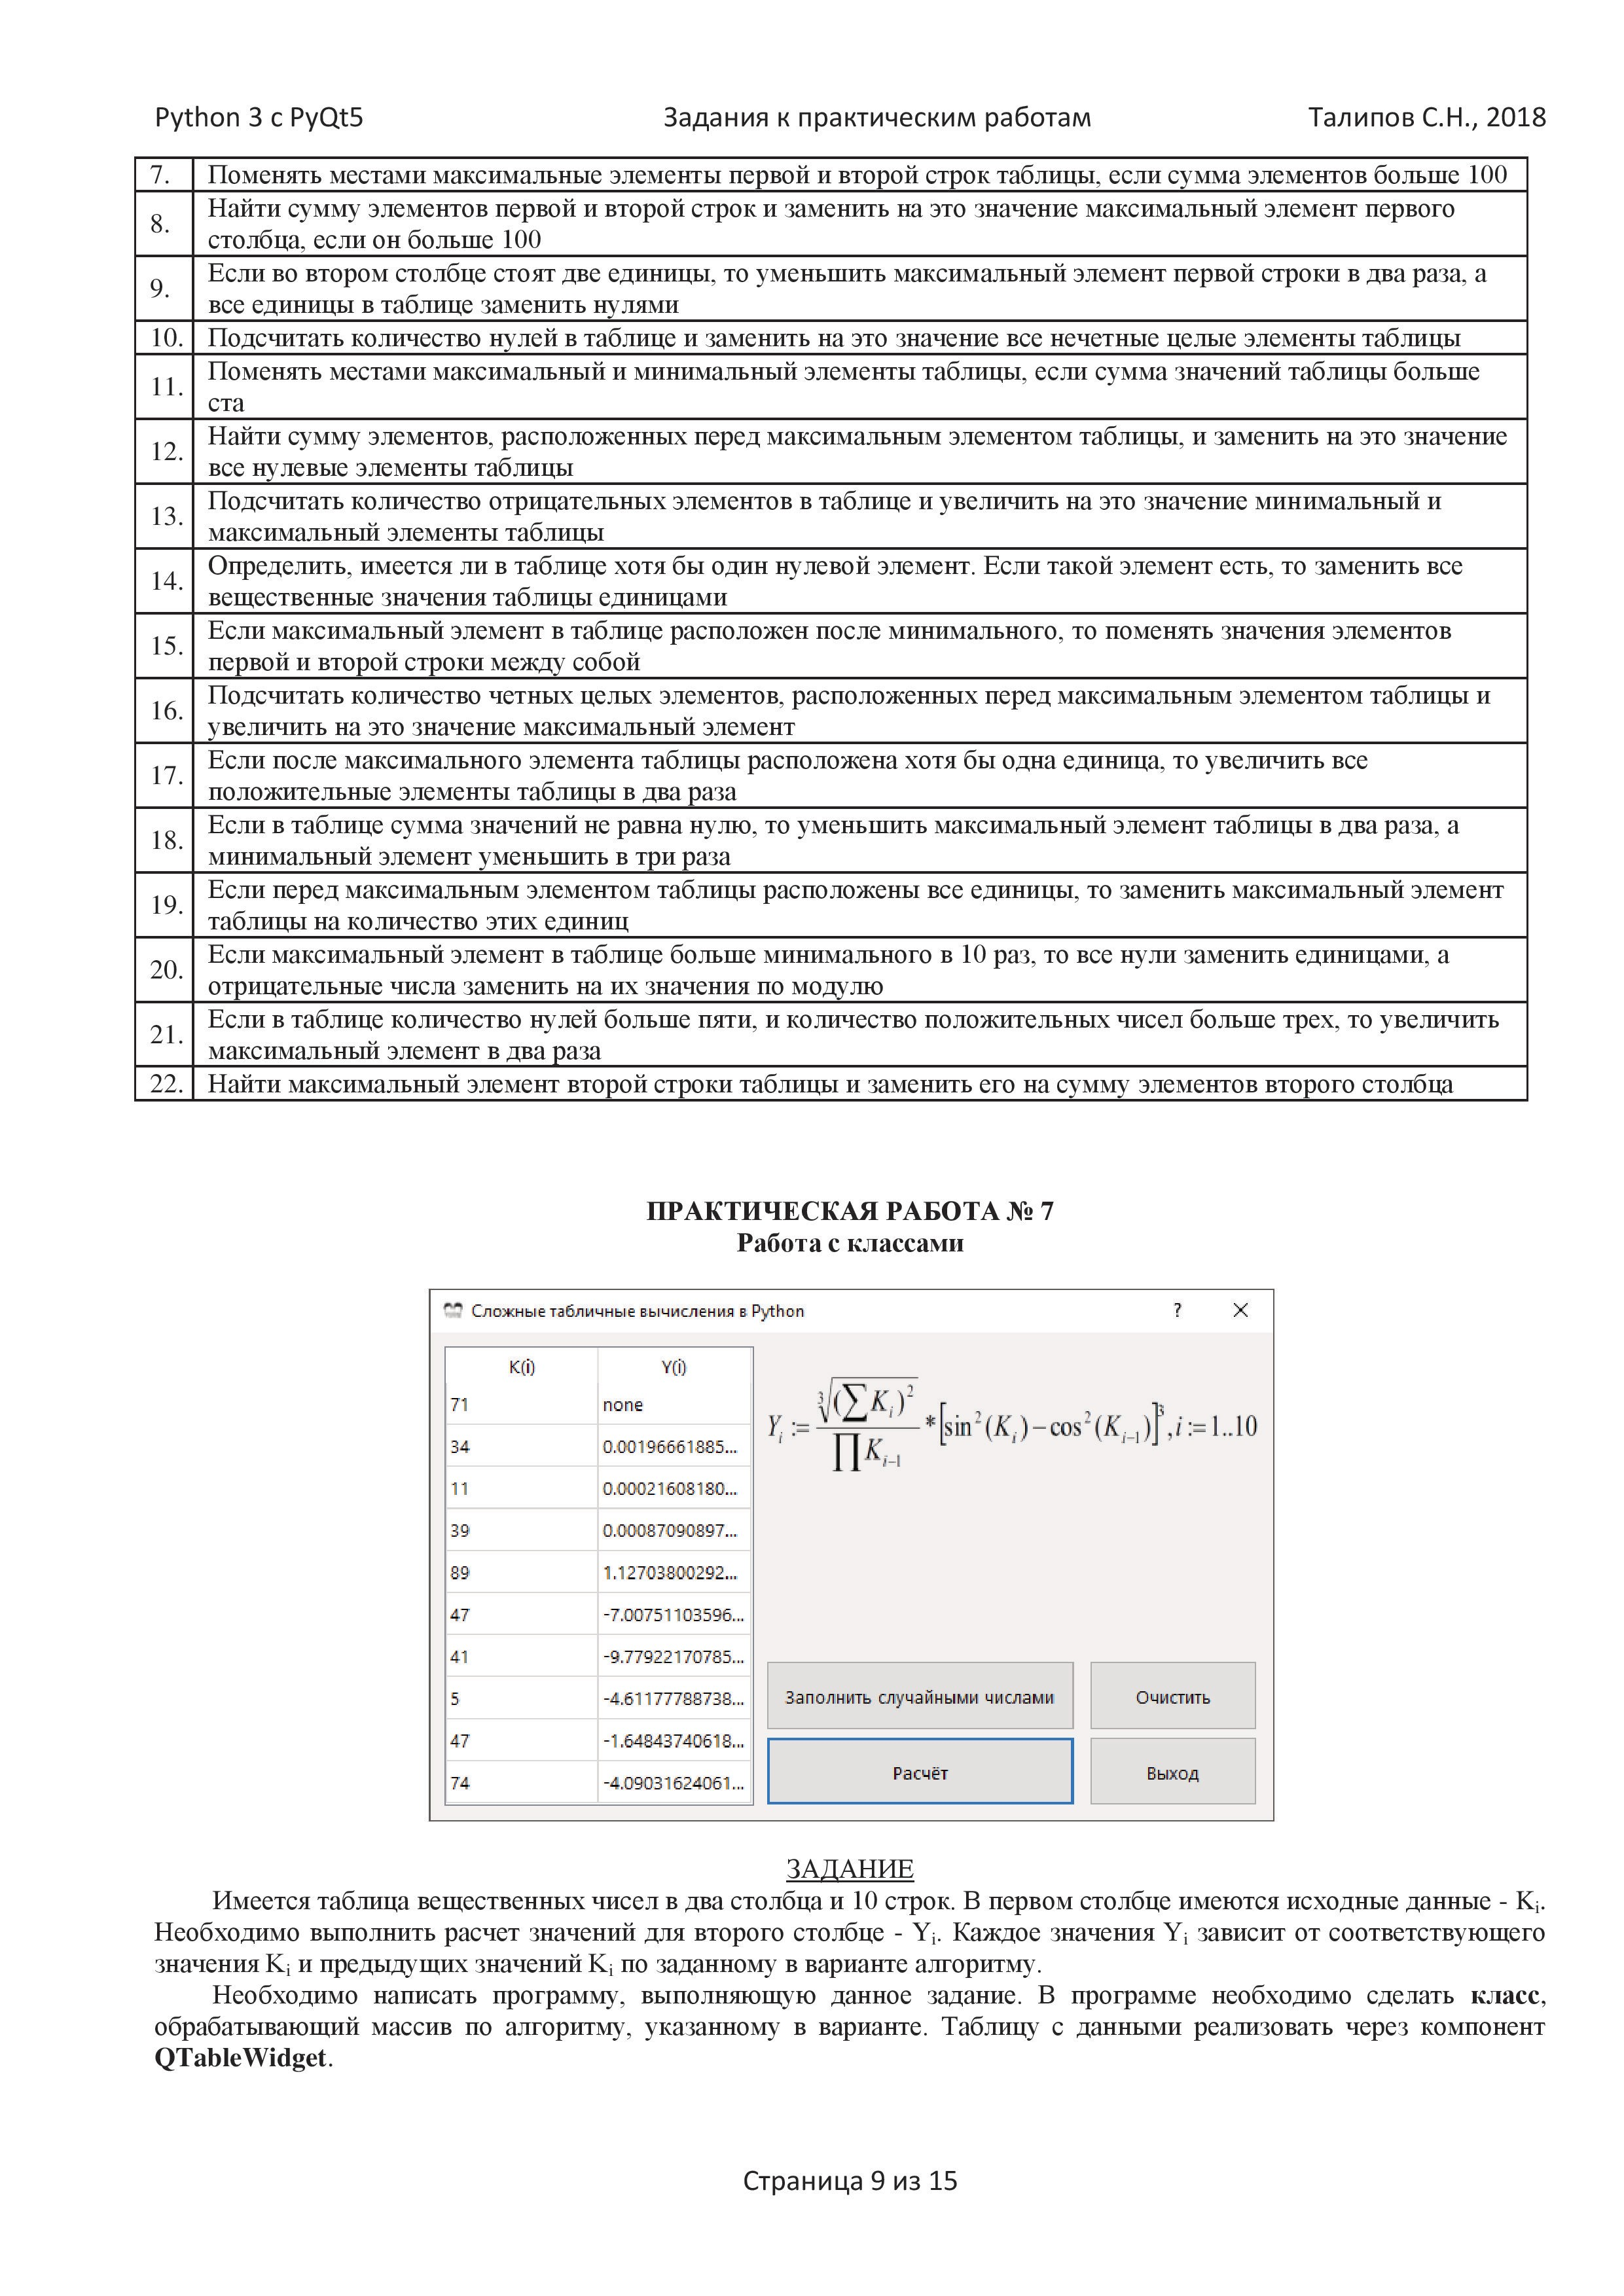 Python 3 с PyQt5 Задания к практическим работам Талипов С.Н., 2018
7. Поменять местами максимальные элементы первой и второй строк таблицы, если сумма элементов больше 100
8. Найти сумму элементов первой и второй строк и заменить на это значение максимальный элемент первого
столбца, если он больше 100
9. Если во втором столбце стоят две единицы, то уменьшить максимальный элемент первой строки в два раза, а
все единицы в таблице заменить нулями
10. Подсчитать количество нулей в таблице и заменить на это значение все нечетные целые элементы таблицы
11. Поменять местами максимальный и минимальный элементы таблицы, если сумма значений таблицы больше
ста
12. Найти сумму элементов, расположенных перед максимальным элементом таблицы, и заменить на это значение
все нулевые элементы таблицы
13. Подсчитать количество отрицательных элементов в таблице и увеличить на это значение минимальный и
максимальный элементы таблицы
14. Определить, имеется ли в таблице хотя бы один нулевой элемент. Если такой элемент есть, то заменить все
вещественные значения таблицы единицами
15. Если максимальный элемент в таблице расположен после минимального, то поменять значения элементов
первой и второй строки между собой
16. Подсчитать количество четных целых элементов, расположенных перед максимальным элементом таблицы и
увеличить на это значение максимальный элемент
17. Если после максимального элемента таблицы расположена хотя бы одна единица, то увеличить все
положительные элементы таблицы в два раза
18. Если в таблице сумма значений не равна нулю, то уменьшить максимальный элемент таблицы в два раза, а
минимальный элемент уменьшить в три раза
19. Если перед максимальным элементом таблицы расположены все единицы, то заменить максимальный элемент
таблицы на количество этих единиц
20. Если максимальный элемент в таблице больше минимального в 10 раз, то все нули заменить единицами, а
отрицательные числа заменить на их значения по модулю
21. Если в таблице количество нулей больше пяти, и количество положительных чисел больше трех, то увеличить
максимальный элемент в два раза
22. Найти максимальный элемент второй строки таблицы и заменить его на сумму элементов второго столбца
ПРАКТИЧЕСКАЯ РАБОТА № 7
Работа с классами
Сложные табличные вычисления в Python ? ×
K(i) Y(i)
71 none
34 0.00196661885...
11 0.00021608180...
39 0.00087090897...
89 1.12703800292...
47 -7.00751103596...
41 -9.77922170785...
5 -4.61177788738...
47 -1.64843740618...
74 -4.09031624061...
Y_i := ∛(∑K_i)² / ∏K_{i-1} * [sin²(K_i) − cos²(K_{i-1})]³, i := 1..10
Заполнить случайными числами Очистить
Расчёт Выход
ЗАДАНИЕ
Имеется таблица вещественных чисел в два столбца и 10 строк. В первом столбце имеются исходные данные - Kᵢ.
Необходимо выполнить расчет значений для второго столбце - Yᵢ. Каждое значения Yᵢ зависит от соответствующего
значения Kᵢ и предыдущих значений Kᵢ по заданному в варианте алгоритму.
Необходимо написать программу, выполняющую данное задание. В программе необходимо сделать класс,
обрабатывающий массив по алгоритму, указанному в варианте. Таблицу с данными реализовать через компонент
QTableWidget.
Страница 9 из 15